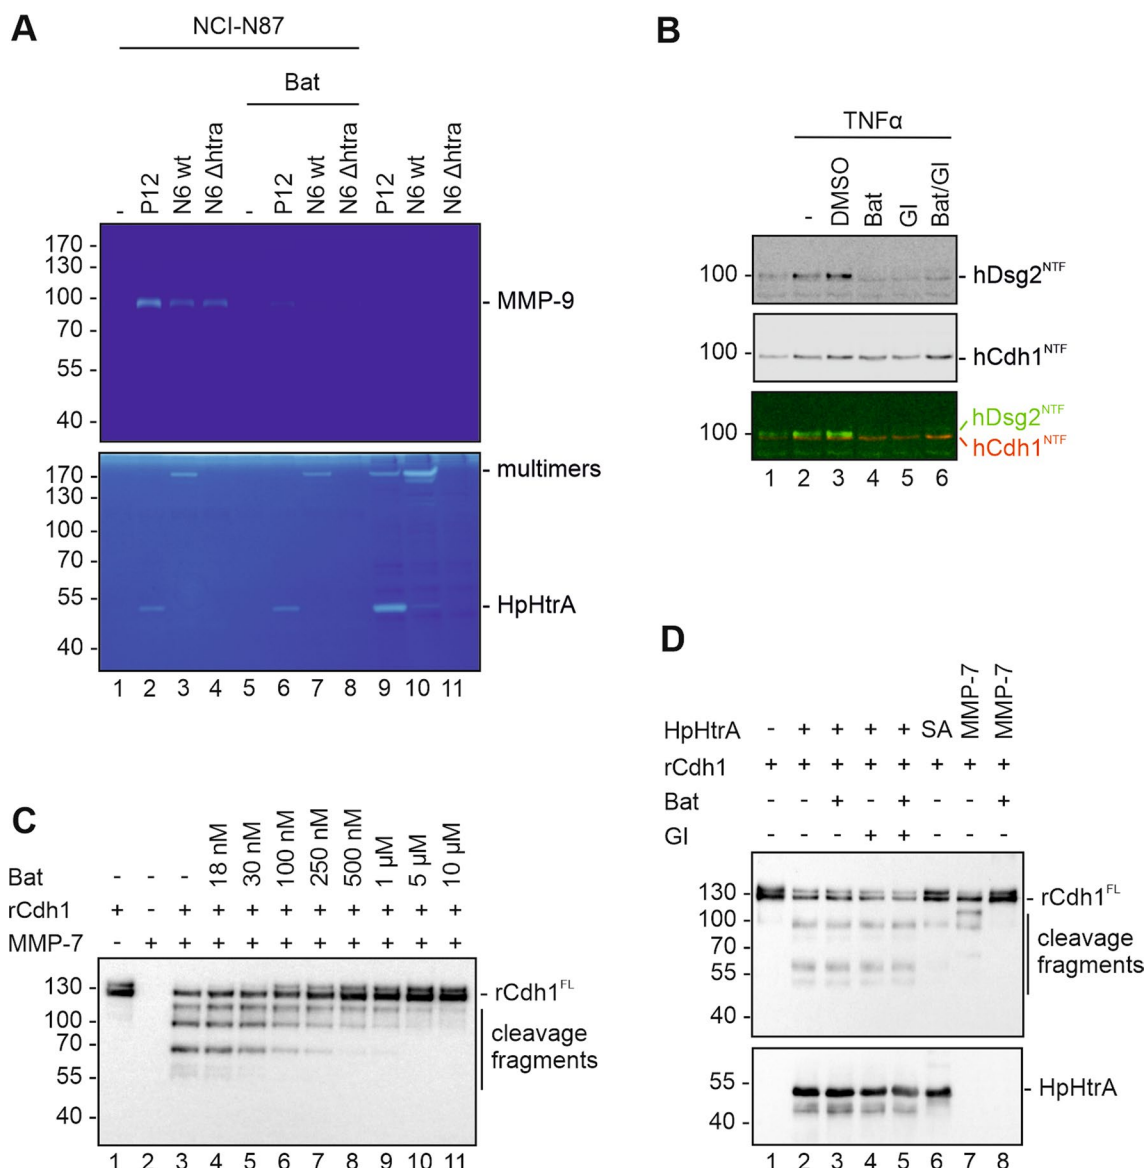 A
NCI-N87
Bat
- P12 N6 wt N6 Δhtra - P12 N6 wt N6 Δhtra P12 N6 wt N6 Δhtra
170 -
130 -
100 -
70 -
55 -
40 -
- MMP-9
170 -
130 -
100 -
70 -
55 -
40 -
- multimers
- HpHtrA
1 2 3 4 5 6 7 8 9 10 11
B
TNFα
- DMSO Bat GI Bat/GI
100 - - hDsg2NTF
100 - - hCdh1NTF
100 - hDsg2NTF
hCdh1NTF
1 2 3 4 5 6
C
Bat - - - 18 nM 30 nM 100 nM 250 nM 500 nM 1 µM 5 µM 10 µM
rCdh1 + - + + + + + + + + +
MMP-7 - + + + + + + + + + +
130 -
100 -
70 -
55 -
40 -
- rCdh1FL
cleavage
fragments
1 2 3 4 5 6 7 8 9 10 11
D
HpHtrA - + + + + SA MMP-7 MMP-7
rCdh1 + + + + + + + +
Bat - - + - + - - +
GI - - - + + - - -
130 -
100 -
70 -
55 -
40 -
- rCdh1FL
cleavage
fragments
55 -
40 -
- HpHtrA
1 2 3 4 5 6 7 8